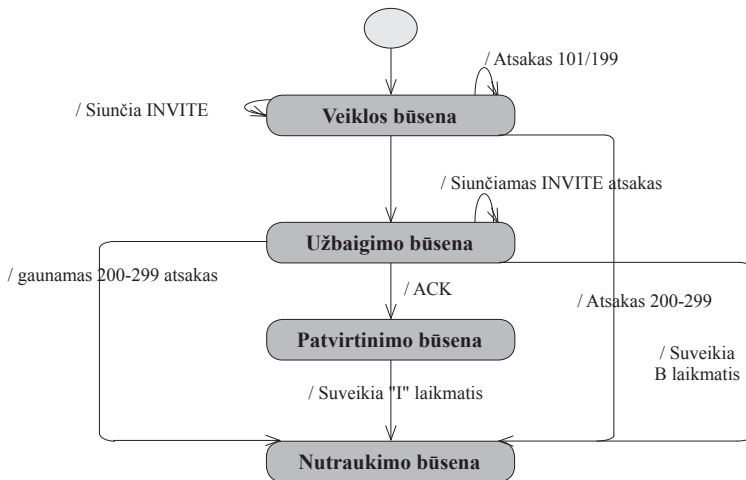 / Atsakas 101/199
/ Siunčia INVITE
Veiklos būsena
/ Siunčiamas INVITE atsakas
Užbaigimo būsena
/ gaunamas 200-299 atsakas
/ ACK
/ Atsakas 200-299
Patvirtinimo būsena
/ Suveikia
B laikmatis
/ Suveikia "I" laikmatis
Nutraukimo būsena